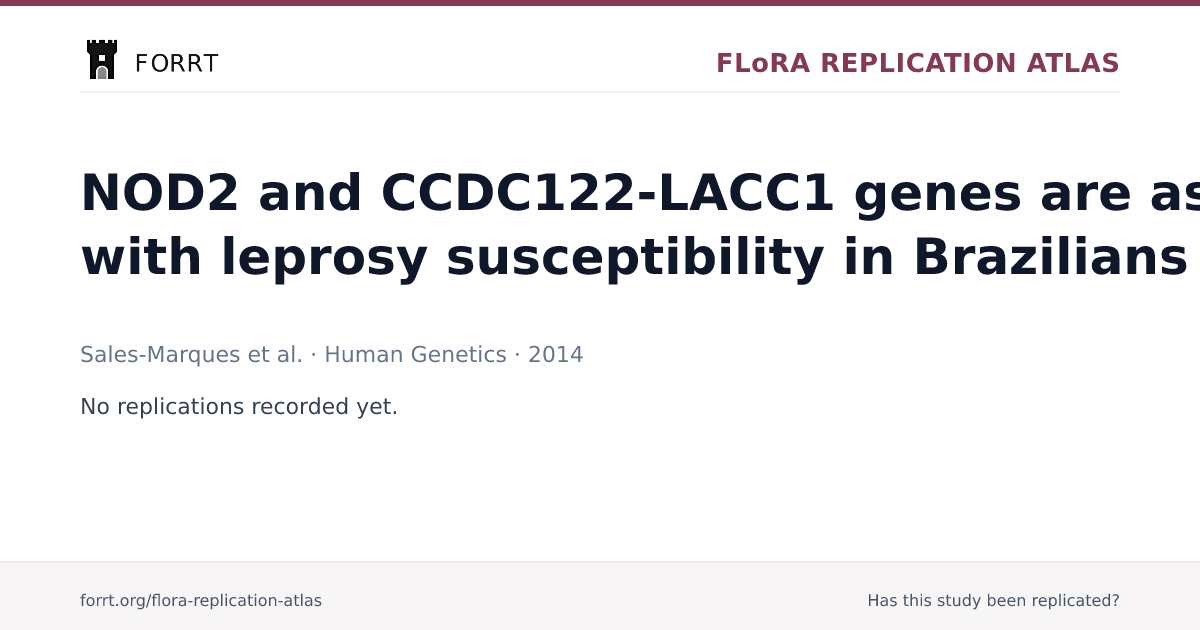 FORRT
FLoRA REPLICATION ATLAS
NOD2 and CCDC122-LACC1 genes are
with leprosy susceptibility in Brazilians
Sales-Marques et al. · Human Genetics · 2014
No replications recorded yet.
forrt.org/flora-replication-atlas
Has this study been replicated?